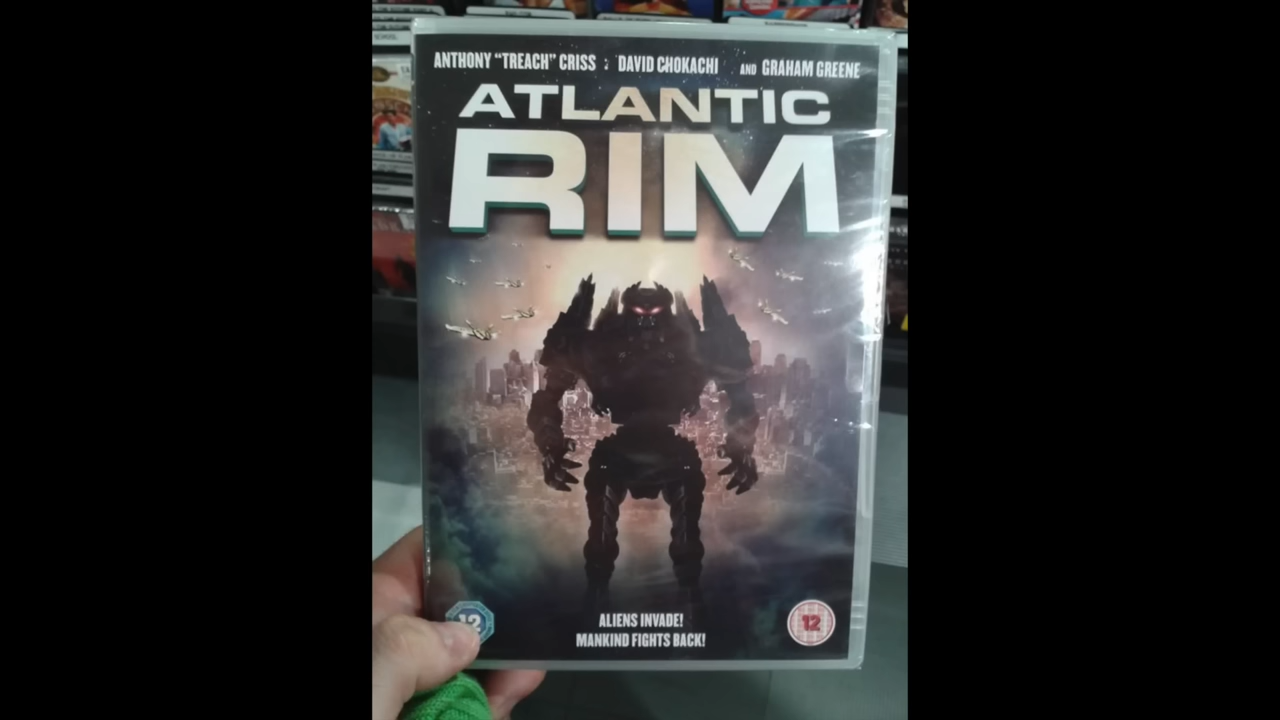 ANTHONY "TREACH" CRISS : DAVID CHOKACHI AND GRAHAM GREENE
ATLANTIC
RIM
12
ALIENS INVADE!
MANKIND FIGHTS BACK!
12